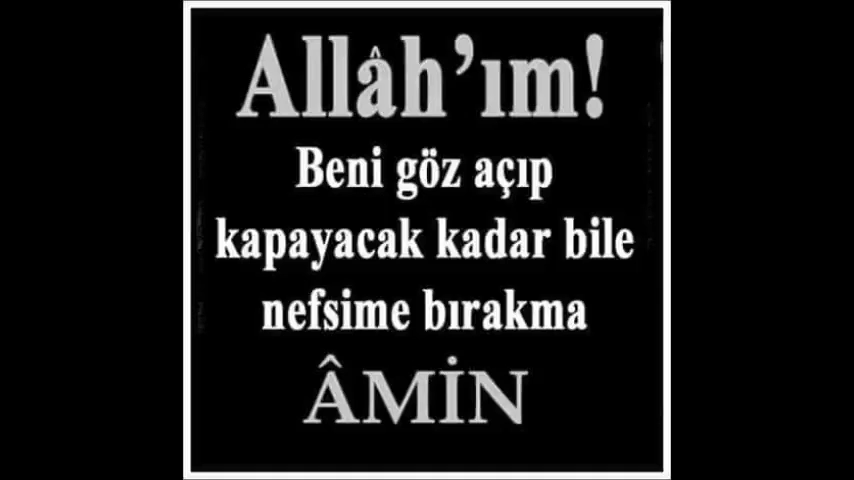 Allâh'ım!
Beni göz açıp
kapayacak kadar bile
nefsime bırakma
ÂMİN